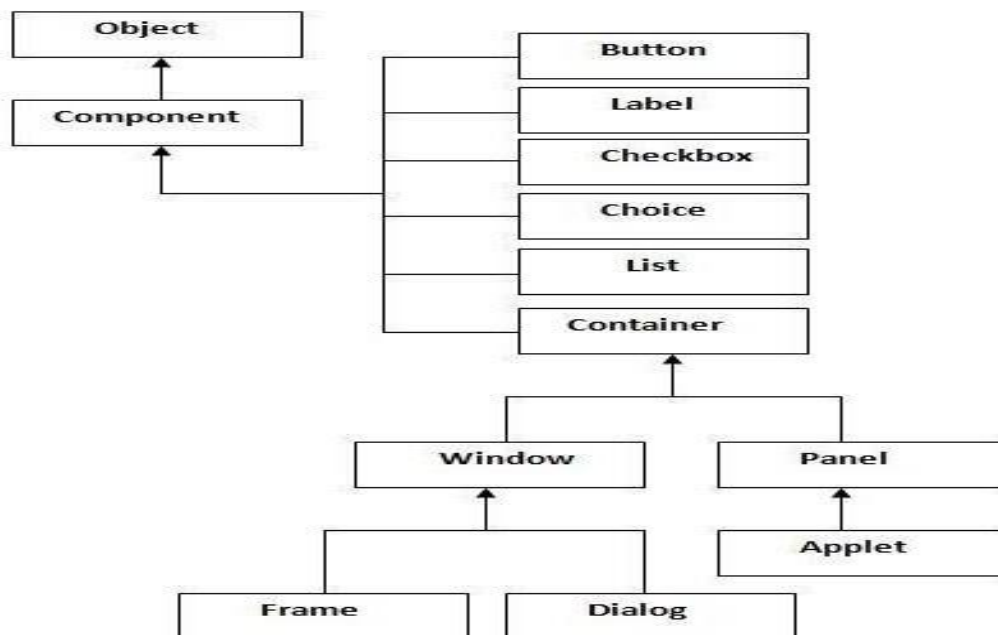 Object
Component
Button
Label
Checkbox
Choice
List
Container
Window
Panel
Applet
Frame
Dialog